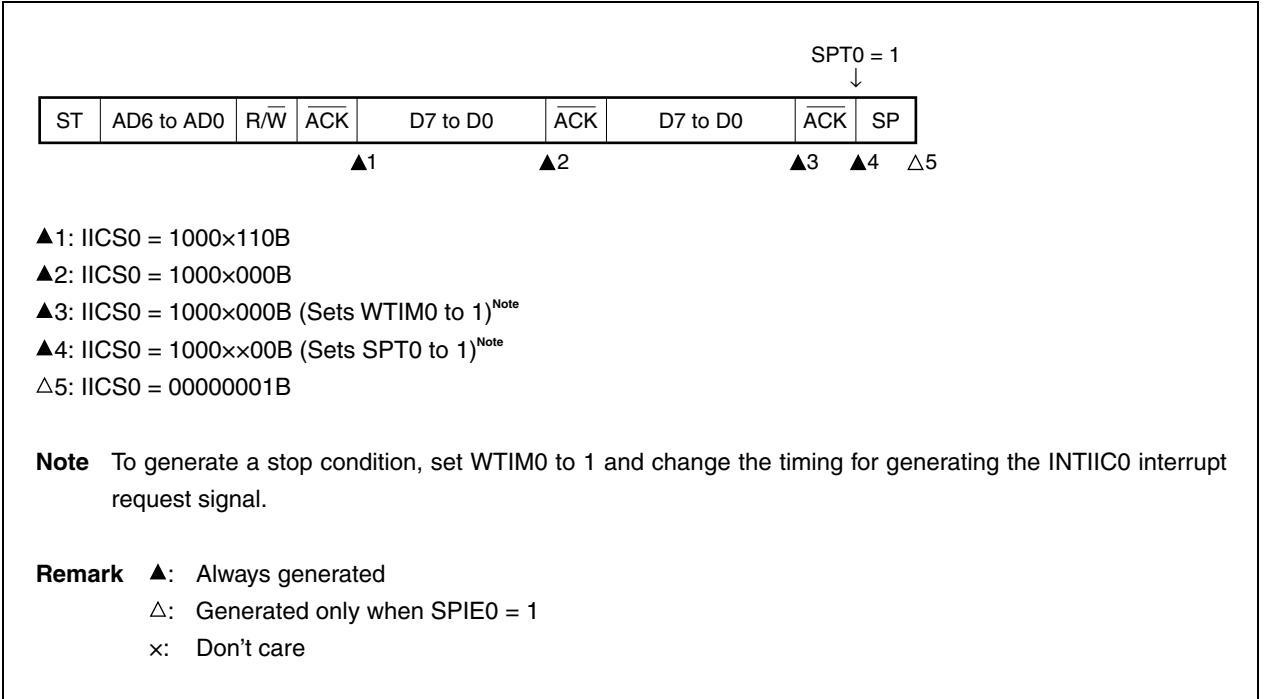 SPT0 = 1
↓
ST AD6 to AD0 R/W̅ A̅C̅K̅ D7 to D0 A̅C̅K̅ D7 to D0 A̅C̅K̅ SP
▲1 ▲2 ▲3 ▲4 △5
▲1: IICS0 = 1000×110B
▲2: IICS0 = 1000×000B
▲3: IICS0 = 1000×000B (Sets WTIM0 to 1)Note
▲4: IICS0 = 1000××00B (Sets SPT0 to 1)Note
△5: IICS0 = 00000001B
Note To generate a stop condition, set WTIM0 to 1 and change the timing for generating the INTIIC0 interrupt
request signal.
Remark ▲: Always generated
△: Generated only when SPIE0 = 1
×: Don't care